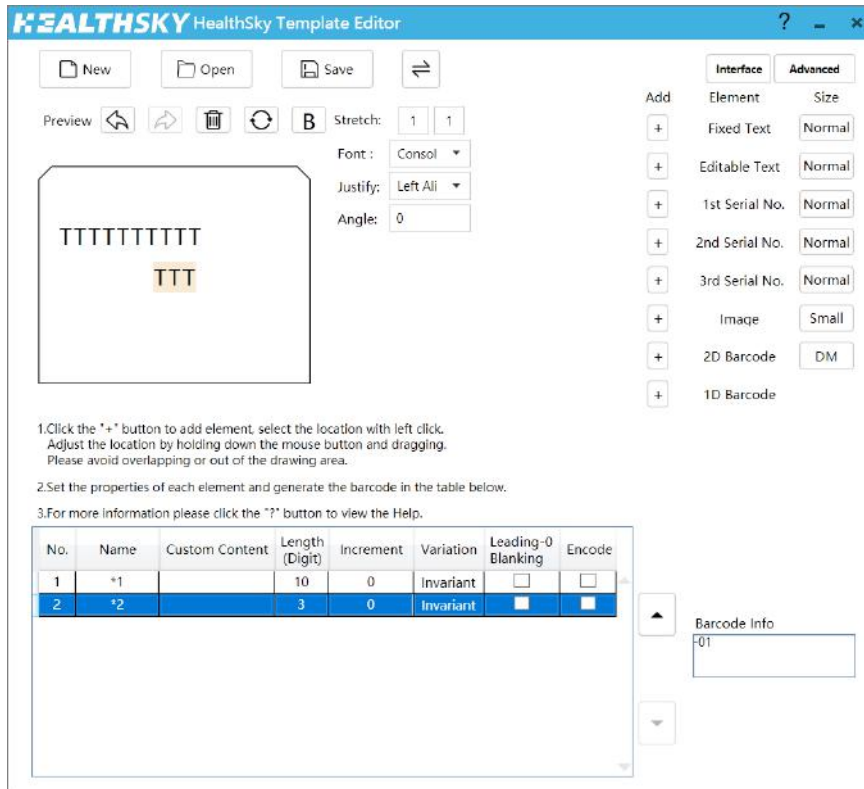 HEALTHSKY HealthSky Template Editor ?
New Open Save
Interface Advanced
Preview B Stretch: 1 1
Font : Consol
Justify: Left Ali
Angle: 0
Add Element Size
+ Fixed Text Normal
+ Editable Text Normal
+ 1st Serial No. Normal
+ 2nd Serial No. Normal
+ 3rd Serial No. Normal
+ Image Small
+ 2D Barcode DM
+ 1D Barcode
TTTTTTTTTT
TTT
1.Click the "+" button to add element, select the location with left click.
Adjust the location by holding down the mouse button and dragging.
Please avoid overlapping or out of the drawing area.
2.Set the properties of each element and generate the barcode in the table below.
3.For more information please click the "?" button to view the Help.
No. Name Custom Content Length (Digit) Increment Variation Leading-0 Blanking Encode
1 *1 10 0 Invariant
2 *2 3 0 Invariant
Barcode Info
-01